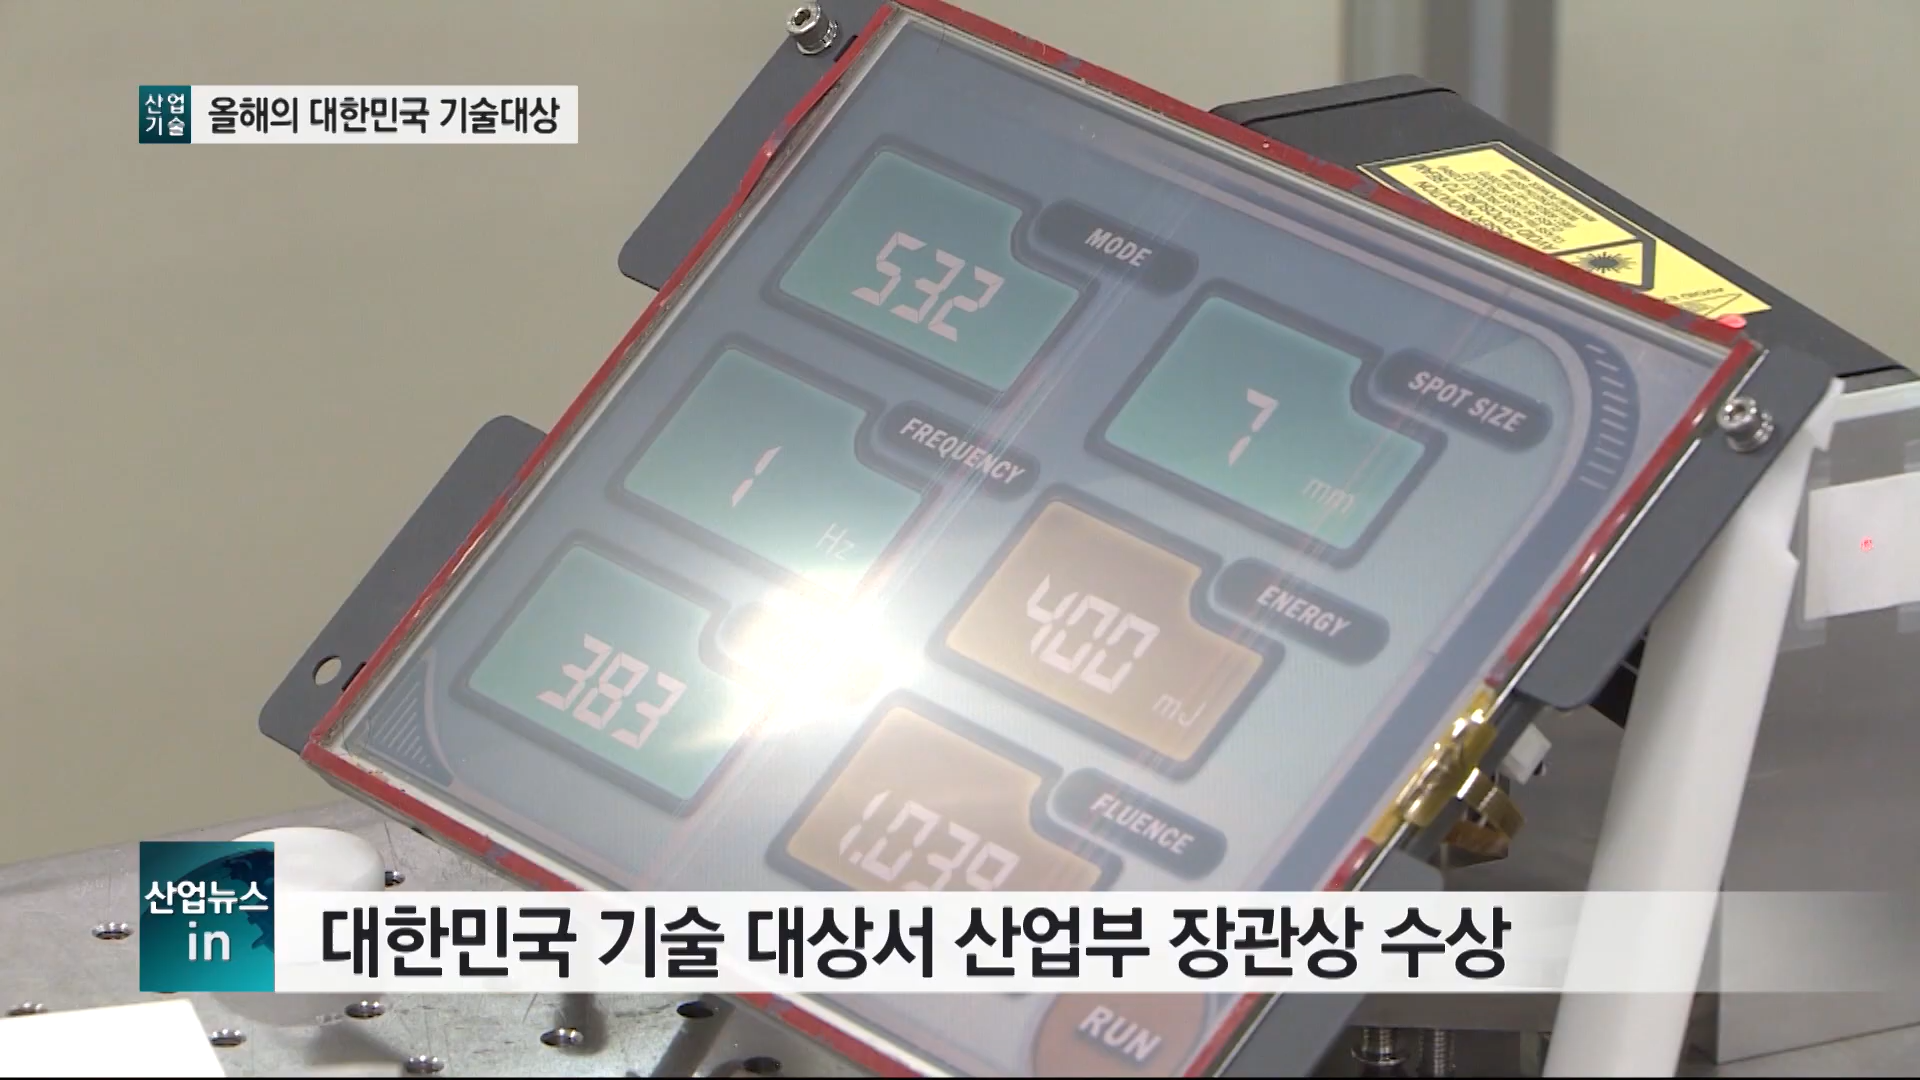 산업
기술
올해의 대한민국 기술대상
MODE
532
SPOT SIZE
7
mm
FREQUENCY
1
Hz
ENERGY
400
mJ
383
FLUENCE
1.039
RUN
산업뉴스
in
대한민국 기술 대상서 산업부 장관상 수상